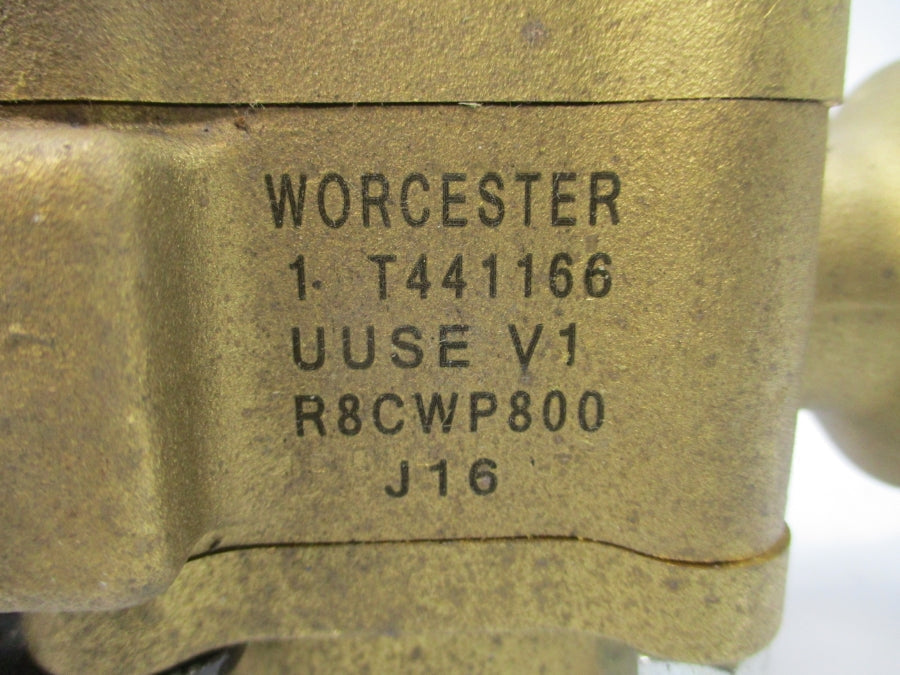 WORCESTER
1 T441166
UUSE V1
R8CWP800
J16